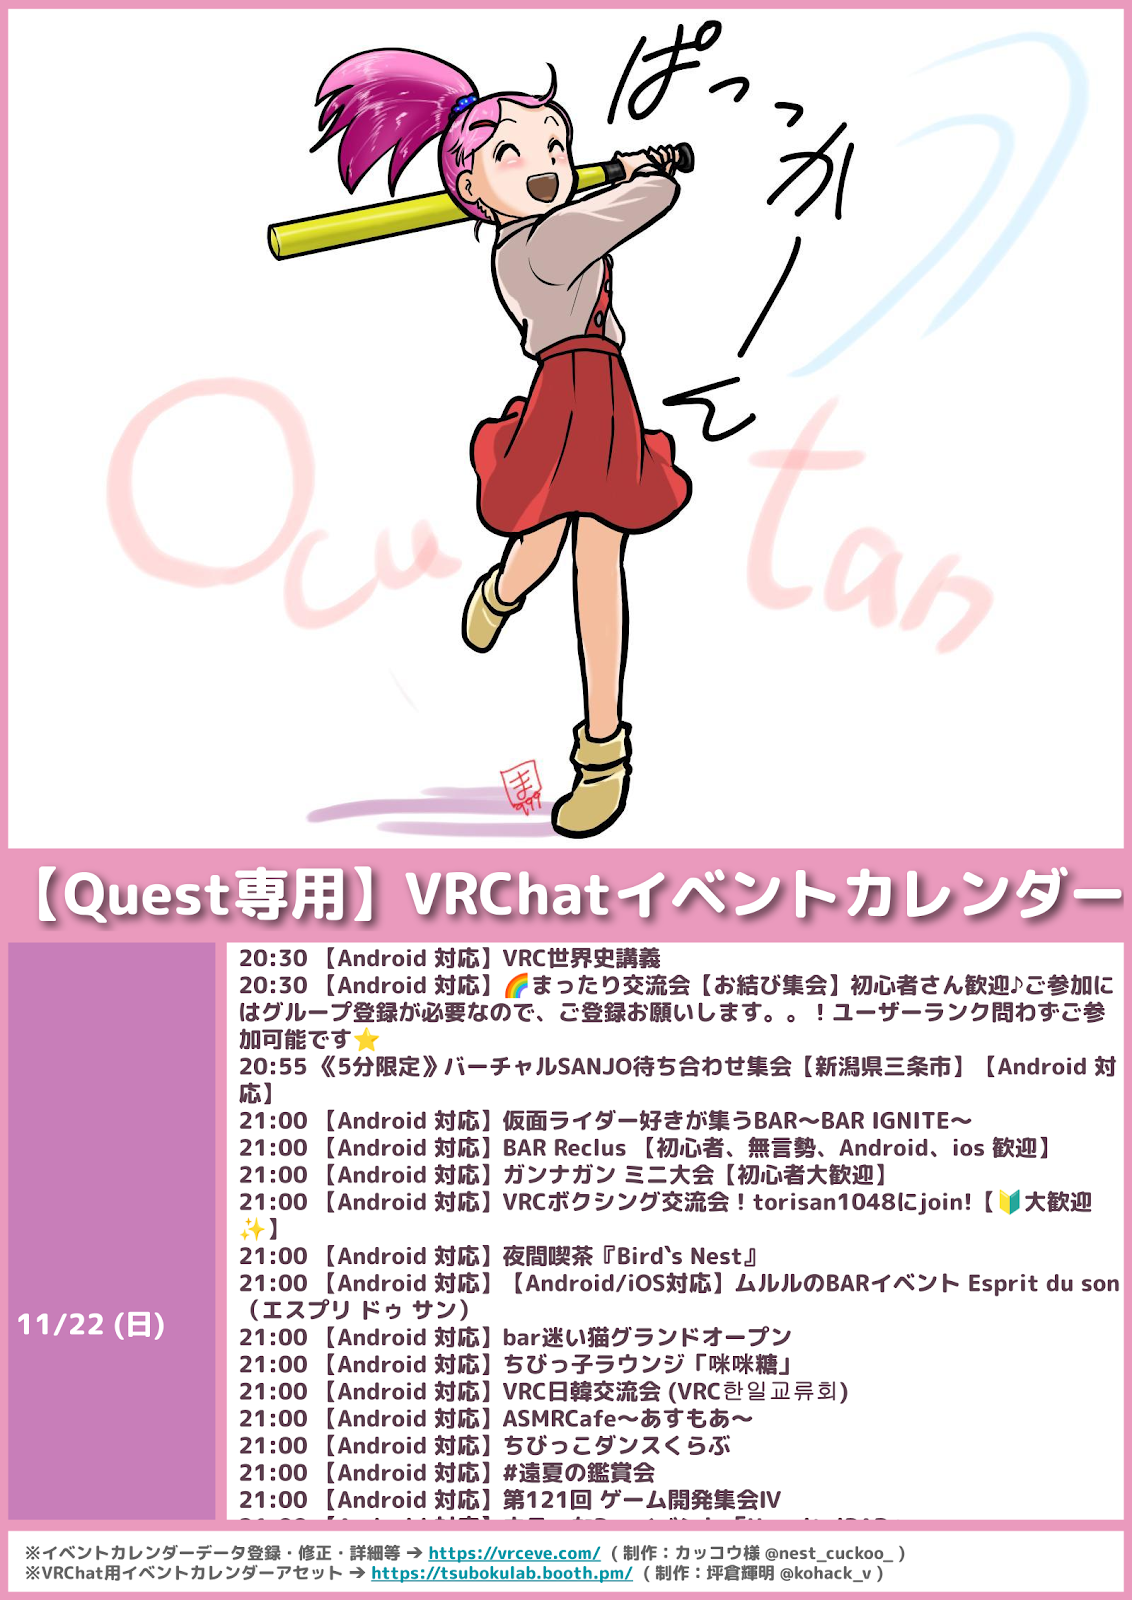 ぱっっかーん
Ocu tan
ま
999
【Quest専用】VRChatイベントカレンダー
11/22 (日)
20:30 【Android 対応】VRC世界史講義
20:30 【Android 対応】🌈まったり交流会【お結び集会】初心者さん歓迎♪ご参加に
はグループ登録が必要なので、ご登録お願いします。。！ユーザーランク問わずご参
加可能です⭐
20:55 《5分限定》バーチャルSANJO待ち合わせ集会【新潟県三条市】【Android 対
応】
21:00 【Android 対応】仮面ライダー好きが集うBAR～BAR IGNITE～
21:00 【Android 対応】BAR Reclus 【初心者、無言勢、Android、ios 歓迎】
21:00 【Android 対応】ガンナガン ミニ大会【初心者大歓迎】
21:00 【Android 対応】VRCボクシング交流会！torisan1048にjoin!【🔰大歓迎
✨】
21:00 【Android 対応】夜間喫茶『Bird‵s Nest』
21:00 【Android 対応】【Android/iOS対応】ムルルのBARイベント Esprit du son
（エスプリ ドゥ サン）
21:00 【Android 対応】bar迷い猫グランドオープン
21:00 【Android 対応】ちびっ子ラウンジ「咪咪糖」
21:00 【Android 対応】VRC日韓交流会 (VRC한일교류회)
21:00 【Android 対応】ASMRCafe～あすもあ～
21:00 【Android 対応】ちびっこダンスくらぶ
21:00 【Android 対応】#遠夏の鑑賞会
21:00 【Android 対応】第121回 ゲーム開発集会Ⅳ
※イベントカレンダーデータ登録・修正・詳細等 → https://vrceve.com/ ( 制作：カッコウ様 @nest_cuckoo_ )
※VRChat用イベントカレンダーアセット → https://tsubokulab.booth.pm/ ( 制作：坪倉輝明 @kohack_v )